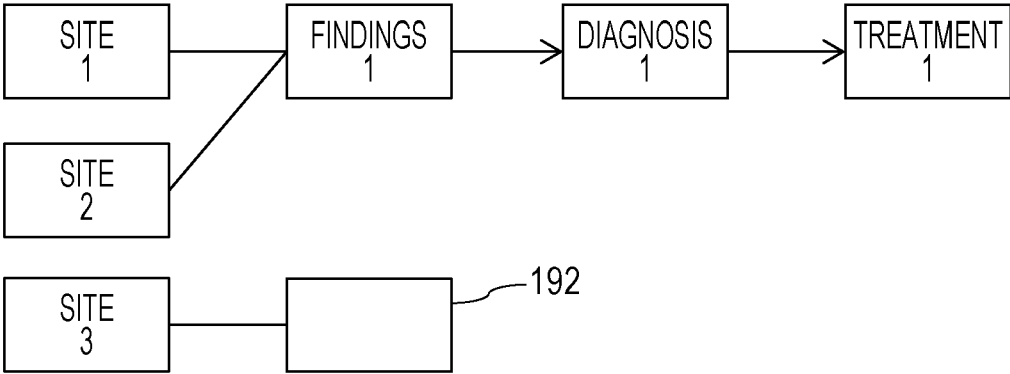 SITE
1
FINDINGS
1
DIAGNOSIS
1
TREATMENT
1
SITE
2
SITE
3
192